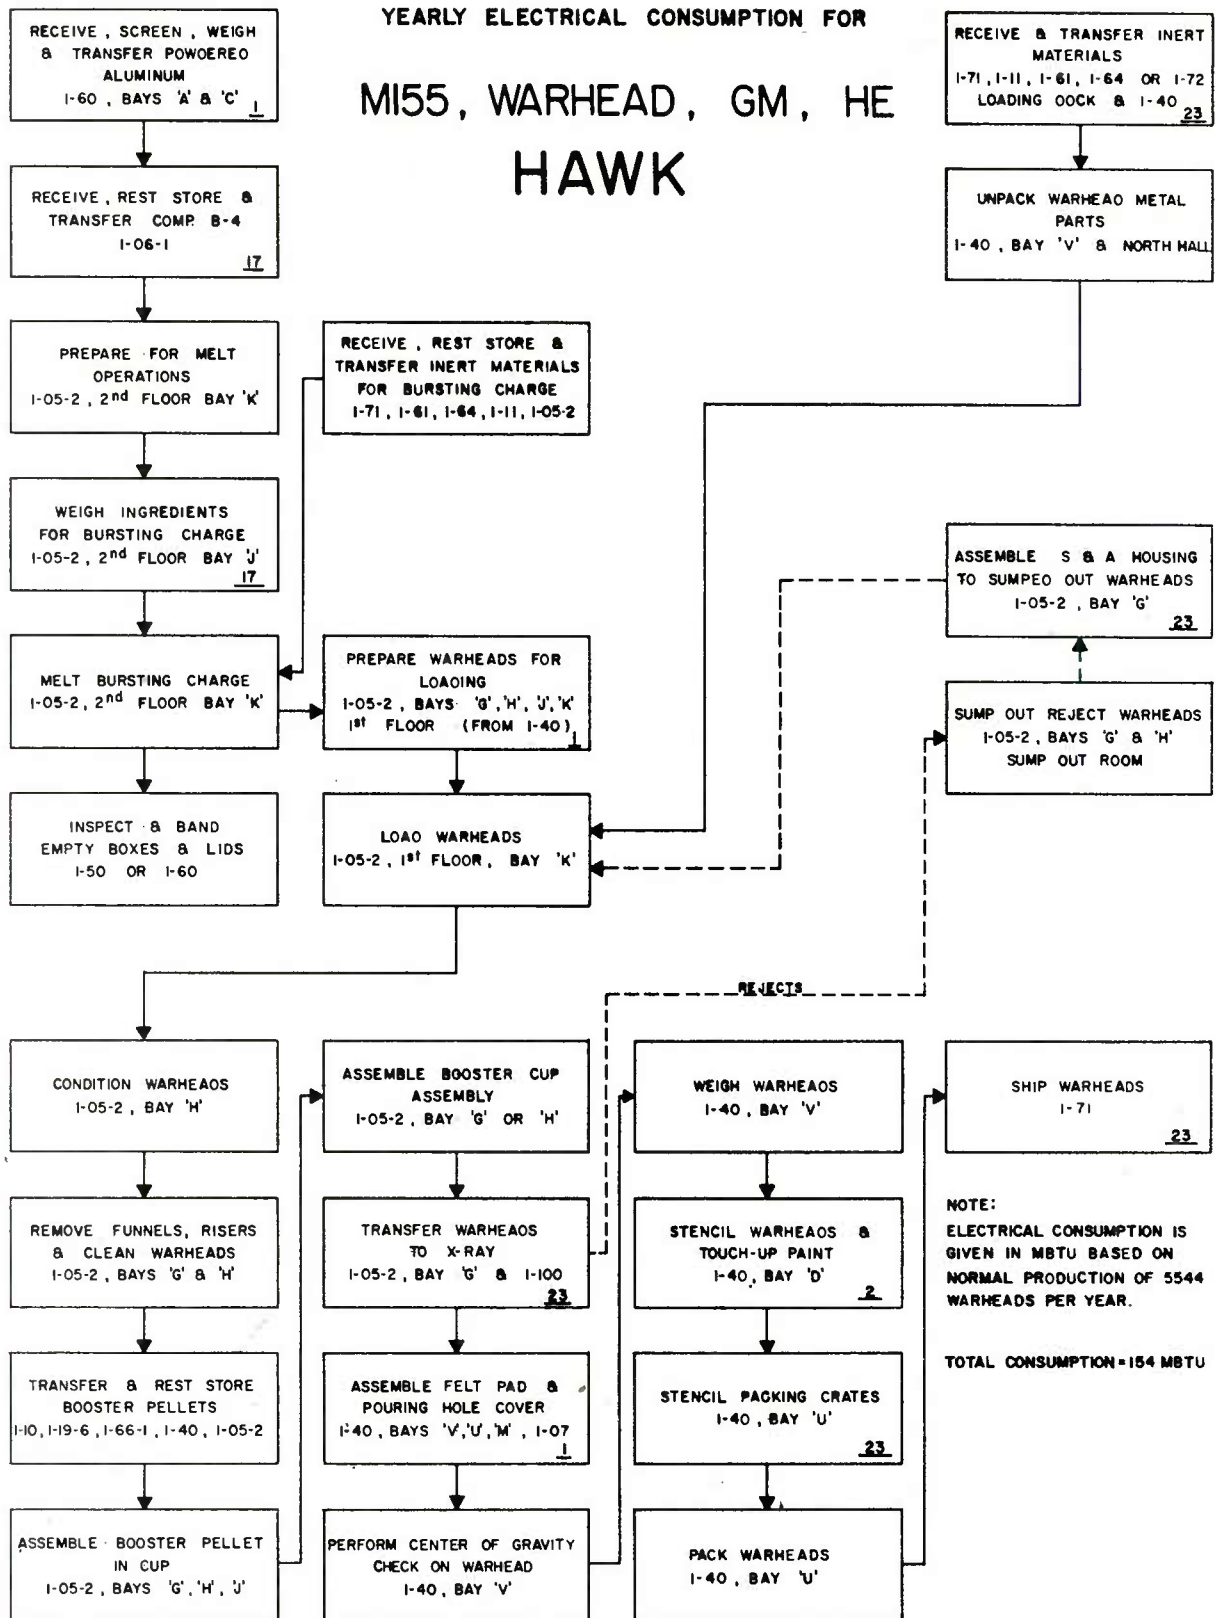 YEARLY ELECTRICAL CONSUMPTION FOR
M155, WARHEAD, GM, HE
HAWK
RECEIVE, SCREEN, WEIGH
& TRANSFER POWOEREO
ALUMINUM
1-60, BAYS 'A' & 'C'
1
RECEIVE, REST STORE &
TRANSFER COMP. B-4
1-06-1
17
PREPARE FOR MELT
OPERATIONS
1-05-2, 2nd FLOOR BAY 'K'
WEIGH INGREDIENTS
FOR BURSTING CHARGE
1-05-2, 2nd FLOOR BAY 'J'
17
MELT BURSTING CHARGE
1-05-2, 2nd FLOOR BAY 'K'
INSPECT & BAND
EMPTY BOXES & LIDS
1-50 OR 1-60
RECEIVE, REST STORE &
TRANSFER INERT MATERIALS
FOR BURSTING CHARGE
1-71, 1-61, 1-64, 1-11, 1-05-2
PREPARE WARHEADS FOR
LOAOING
1-05-2, BAYS 'G', 'H', 'J', 'K'
1st FLOOR (FROM 1-40)
1
LOAO WARHEADS
1-05-2, 1st FLOOR, BAY 'K'
RECEIVE & TRANSFER INERT
MATERIALS
1-71, 1-11, 1-61, 1-64 OR 1-72
LOADING OOCK & 1-40
23
UNPACK WARHEAO METAL
PARTS
1-40, BAY 'V' & NORTH HALL
ASSEMBLE S & A HOUSING
TO SUMPEO OUT WARHEADS
1-05-2, BAY 'G'
23
SUMP OUT REJECT WARHEADS
1-05-2, BAYS 'G' & 'H'
SUMP OUT ROOM
REJECTS
CONDITION WARHEAOS
1-05-2, BAY 'H'
REMOVE FUNNELS, RISERS
& CLEAN WARHEADS
1-05-2, BAYS 'G' & 'H'
TRANSFER & REST STORE
BOOSTER PELLETS
1-10, 1-19-6, 1-66-1, 1-40, 1-05-2
ASSEMBLE BOOSTER PELLET
IN CUP
1-05-2, BAYS 'G', 'H', 'J'
ASSEMBLE BOOSTER CUP
ASSEMBLY
1-05-2, BAY 'G' OR 'H'
TRANSFER WARHEAOS
TO X-RAY
1-05-2, BAY 'G' & 1-100
23
ASSEMBLE FELT PAD &
POURING HOLE COVER
1-40, BAYS 'V', 'U', 'M', 1-07
1
PERFORM CENTER OF GRAVITY
CHECK ON WARHEAD
1-40, BAY 'V'
WEIGH WARHEAOS
1-40, BAY 'V'
STENCIL WARHEAOS &
TOUCH-UP PAINT
1-40, BAY 'D'
2
STENCIL PACKING CRATES
1-40, BAY 'U'
23
PACK WARHEADS
1-40, BAY 'U'
SHIP WARHEADS
1-71
23
NOTE:
ELECTRICAL CONSUMPTION IS
GIVEN IN MBTU BASED ON
NORMAL PRODUCTION OF 5544
WARHEADS PER YEAR.
TOTAL CONSUMPTION = 154 MBTU